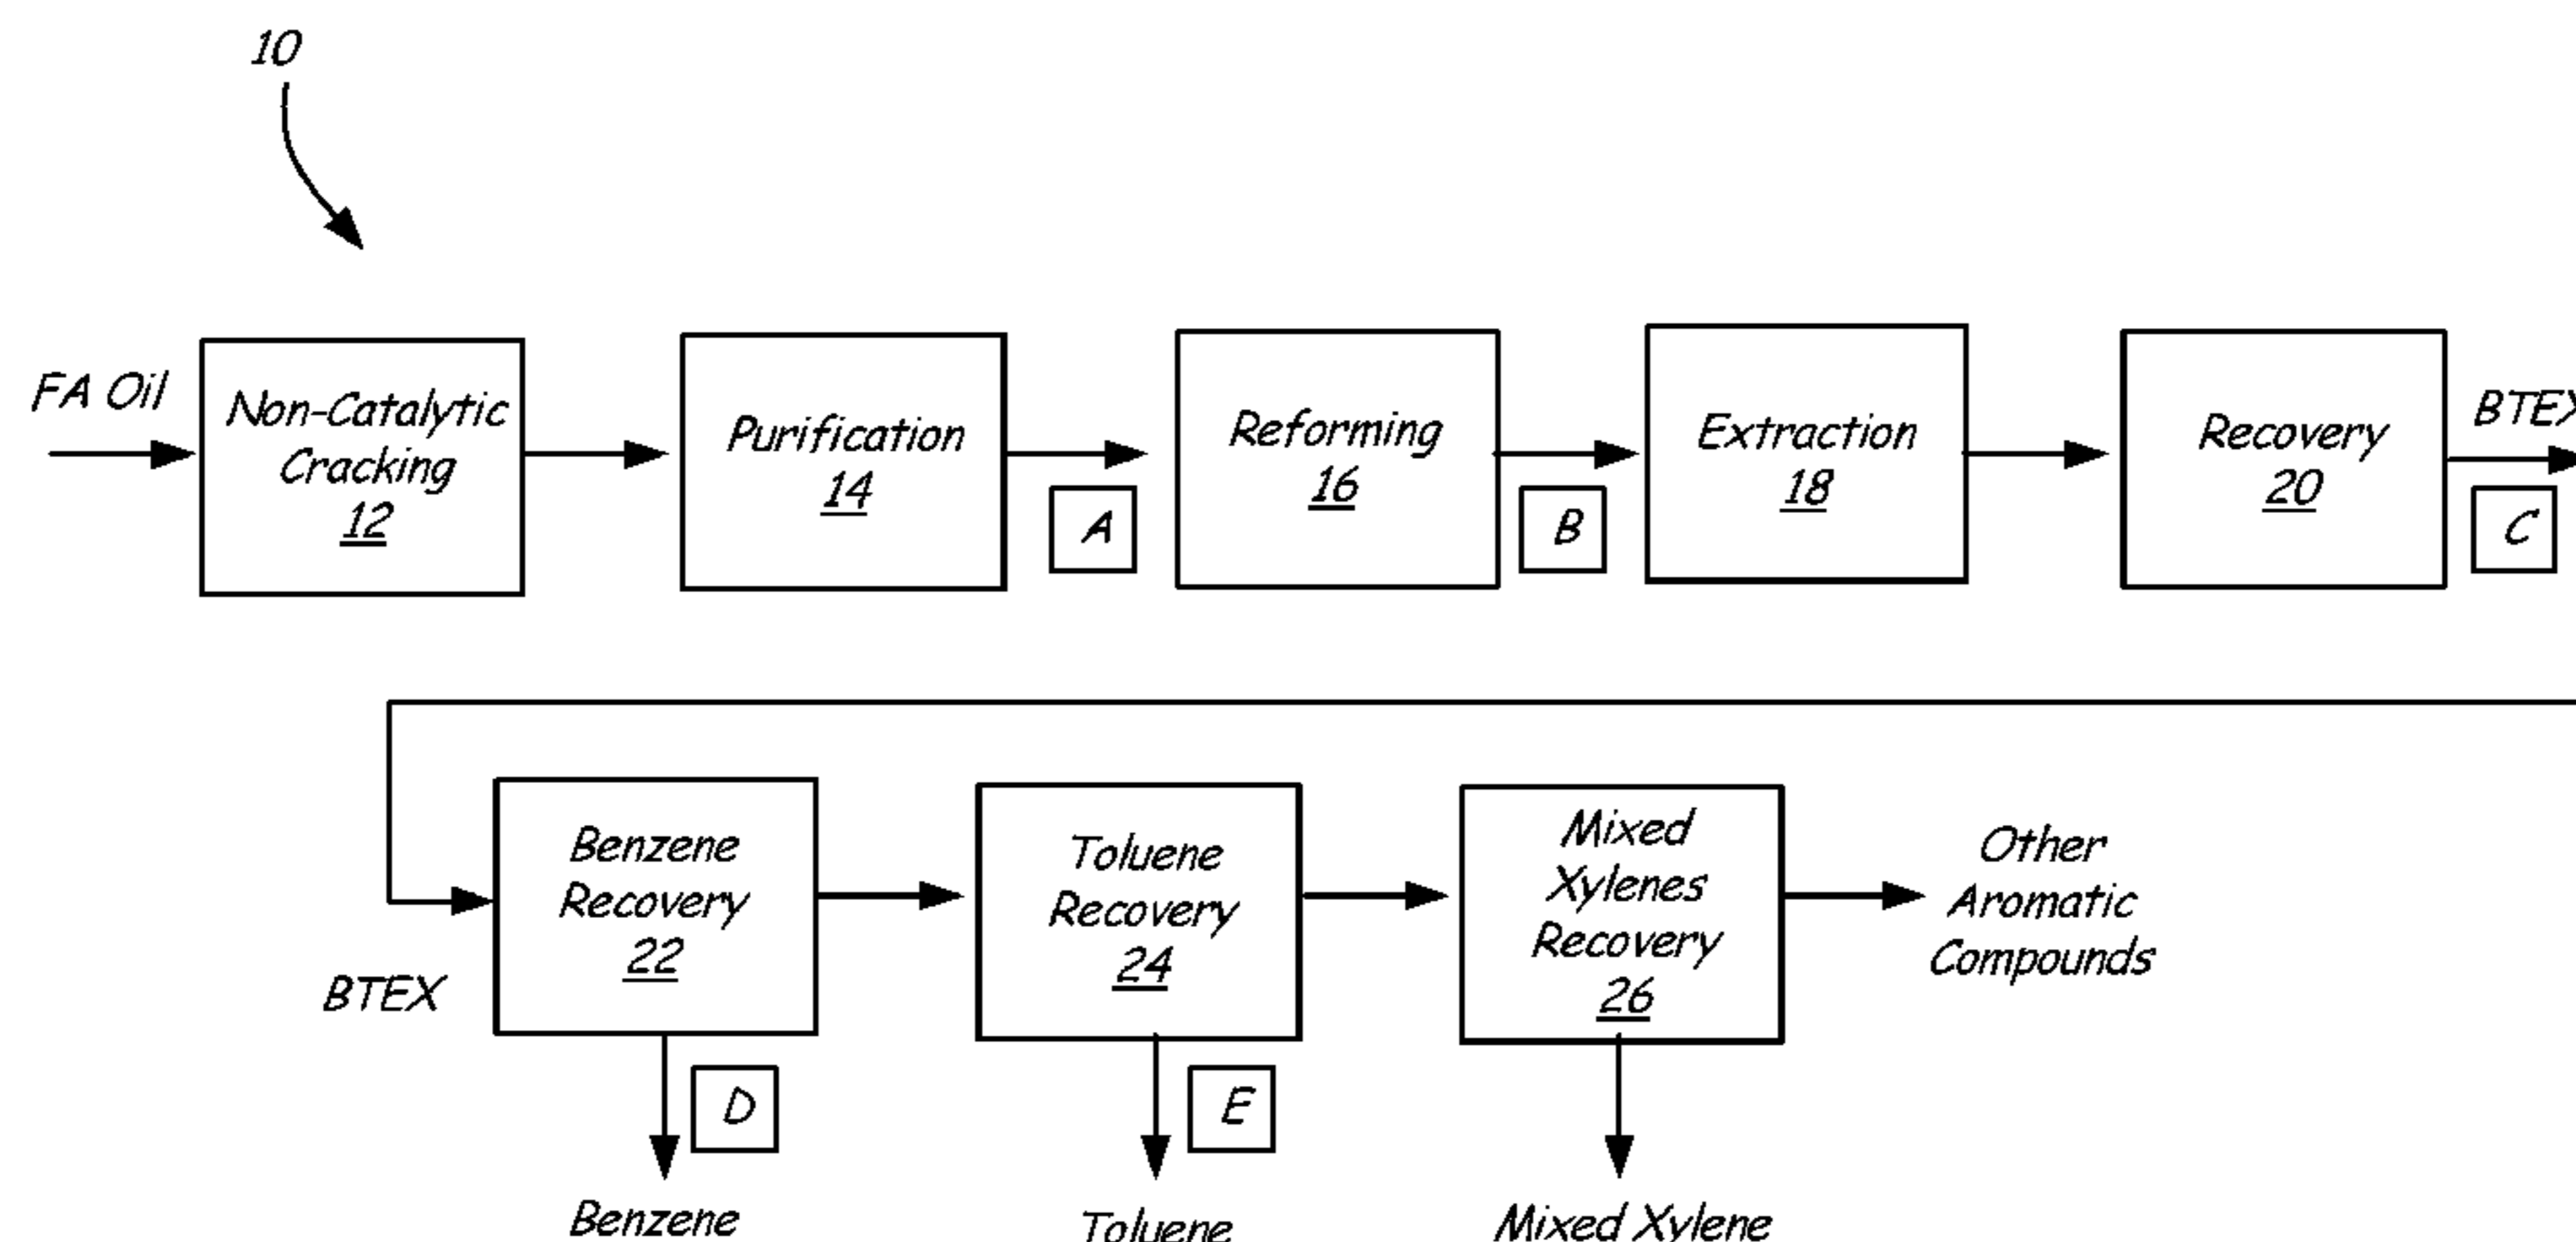 10
FA Oil
Non-Catalytic
Cracking
12
Purification
14
A
Reforming
16
B
Extraction
18
Recovery
20
BTEX
C
BTEX
Benzene
Recovery
22
D
Benzene
Toluene
Recovery
24
E
Toluene
Mixed
Xylenes
Recovery
26
Mixed Xylene
Other
Aromatic
Compounds